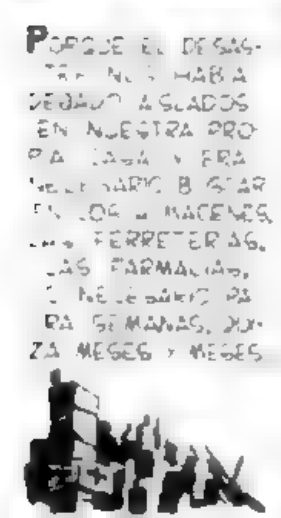 PORQUE EL DESAS-
TRE NOS HABIA
DEJADO AISLADOS
EN NUESTRA PRO-
PIA CASA Y ERA
NECESARIO BUSCAR
EN LOS ALMACENES,
LAS FERRETERIAS,
LAS FARMACIAS,
LO NECESARIO PA-
RA SEMANAS, QUI-
ZA MESES Y MESES